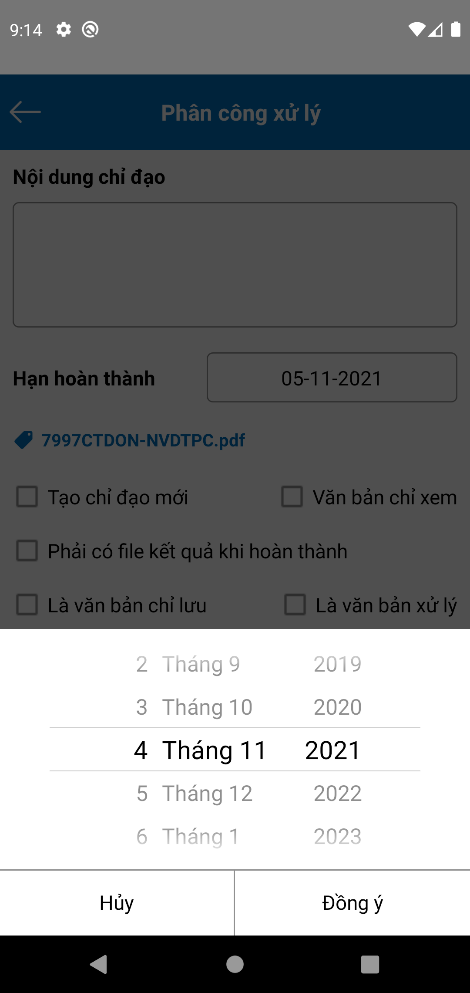 9:14
Phân công xử lý
Nội dung chỉ đạo
Hạn hoàn thành 05-11-2021
7997CTDON-NVDTPC.pdf
Tạo chỉ đạo mới Văn bản chỉ xem
Phải có file kết quả khi hoàn thành
Là văn bản chỉ lưu Là văn bản xử lý
2 Tháng 9 2019
3 Tháng 10 2020
4 Tháng 11 2021
5 Tháng 12 2022
6 Tháng 1 2023
Hủy Đồng ý